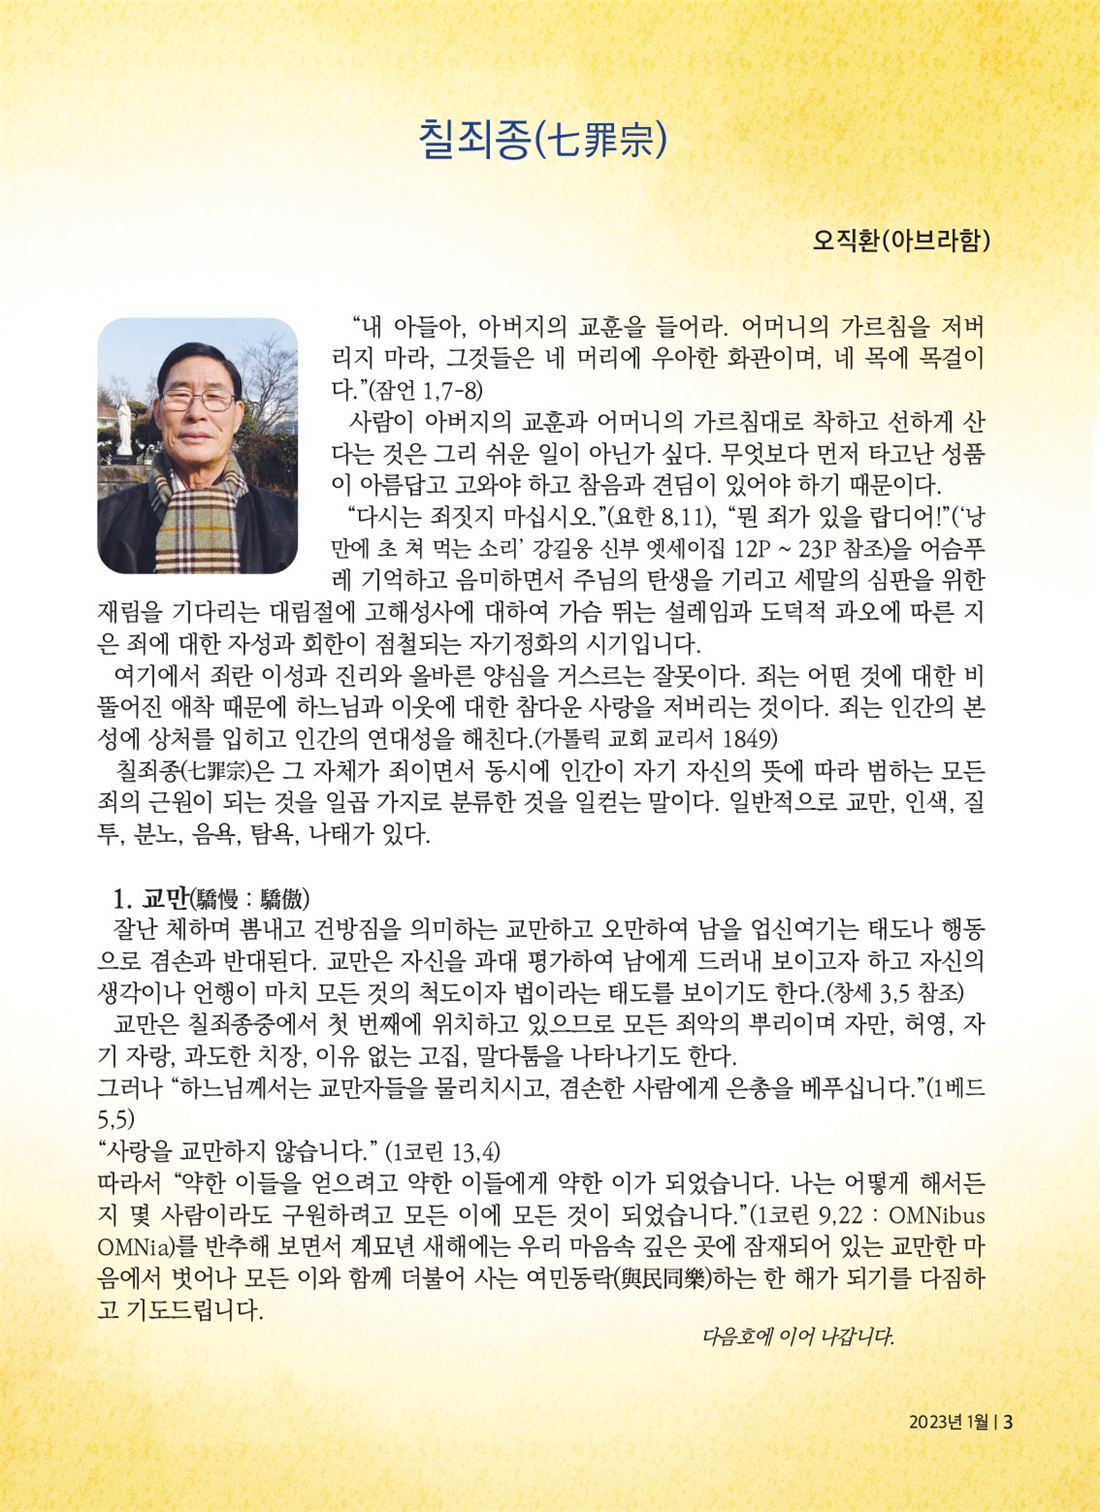 칠죄종(七罪宗)
오직환(아브라함)
“내 아들아, 아버지의 교훈을 들어라. 어머니의 가르침을 저버
리지 마라, 그것들은 네 머리에 우아한 화관이며, 네 목에 목걸이
다.”(잠언 1,7-8)
사람이 아버지의 교훈과 어머니의 가르침대로 착하고 선하게 산
다는 것은 그리 쉬운 일이 아닌가 싶다. 무엇보다 먼저 타고난 성품
이 아름답고 고와야 하고 참음과 견딤이 있어야 하기 때문이다.
“다시는 죄짓지 마십시오.”(요한 8,11), “뭔 죄가 있을 랍디어!”(‘낭
만에 초 쳐 먹는 소리’ 강길웅 신부 엣세이집 12P ~ 23P 참조)을 어슴푸
레 기억하고 음미하면서 주님의 탄생을 기리고 세말의 심판을 위한
재림을 기다리는 대림절에 고해성사에 대하여 가슴 뛰는 설레임과 도덕적 과오에 따른 지
은 죄에 대한 자성과 회한이 점철되는 자기정화의 시기입니다.
여기에서 죄란 이성과 진리와 올바른 양심을 거스르는 잘못이다. 죄는 어떤 것에 대한 비
뚤어진 애착 때문에 하느님과 이웃에 대한 참다운 사랑을 저버리는 것이다. 죄는 인간의 본
성에 상처를 입히고 인간의 연대성을 해친다.(가톨릭 교회 교리서 1849)
칠죄종(七罪宗)은 그 자체가 죄이면서 동시에 인간이 자기 자신의 뜻에 따라 범하는 모든
죄의 근원이 되는 것을 일곱 가지로 분류한 것을 일컫는 말이다. 일반적으로 교만, 인색, 질
투, 분노, 음욕, 탐욕, 나태가 있다.
1. 교만(驕慢 : 驕傲)
잘난 체하며 뽐내고 건방짐을 의미하는 교만하고 오만하여 남을 업신여기는 태도나 행동
으로 겸손과 반대된다. 교만은 자신을 과대 평가하여 남에게 드러내 보이고자 하고 자신의
생각이나 언행이 마치 모든 것의 척도이자 법이라는 태도를 보이기도 한다.(창세 3,5 참조)
교만은 칠죄종중에서 첫 번째에 위치하고 있으므로 모든 죄악의 뿌리이며 자만, 허영, 자
기 자랑, 과도한 치장, 이유 없는 고집, 말다툼을 나타나기도 한다.
그러나 “하느님께서는 교만자들을 물리치시고, 겸손한 사람에게 은총을 베푸십니다.”(1베드
5,5)
“사랑을 교만하지 않습니다.” (1코린 13,4)
따라서 “약한 이들을 얻으려고 약한 이들에게 약한 이가 되었습니다. 나는 어떻게 해서든
지 몇 사람이라도 구원하려고 모든 이에 모든 것이 되었습니다.”(1코린 9,22 : OMNibus
OMNia)를 반추해 보면서 계묘년 새해에는 우리 마음속 깊은 곳에 잠재되어 있는 교만한 마
음에서 벗어나 모든 이와 함께 더불어 사는 여민동락(與民同樂)하는 한 해가 되기를 다짐하
고 기도드립니다.
다음호에 이어 나갑니다.
2023년 1월 | 3